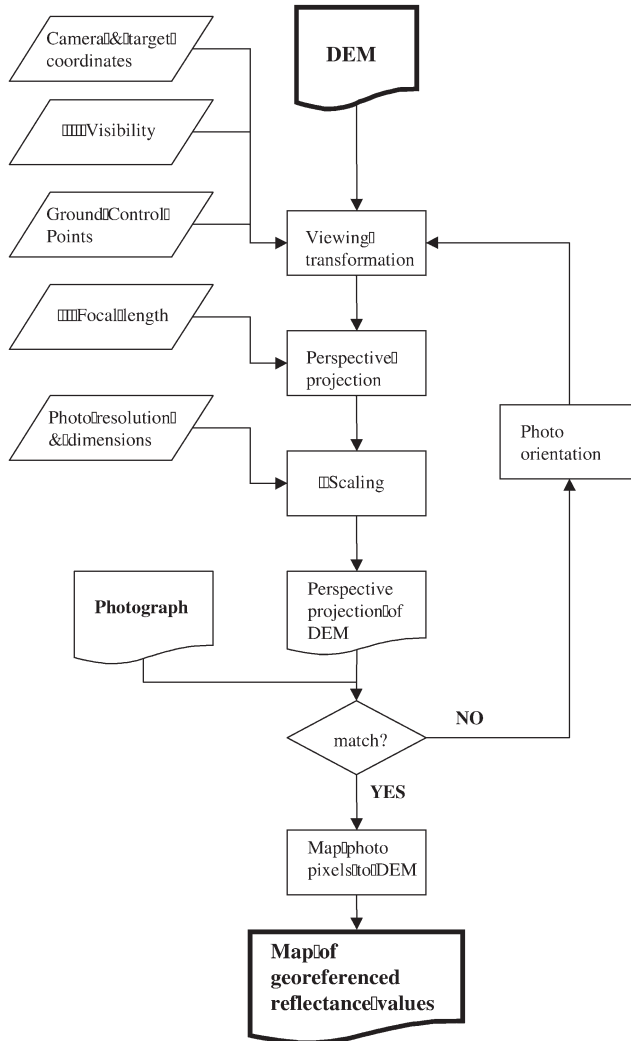 Camera & target
coordinates
DEM
Visibility
Ground Control
Points
Viewing
transformation
Focal length
Perspective
projection
Photo resolution
& dimensions
Photo
orientation
Scaling
Photograph
Perspective
projection of
DEM
match?
NO
YES
Map photo
pixels to DEM
Map of
georeferenced
reflectance values